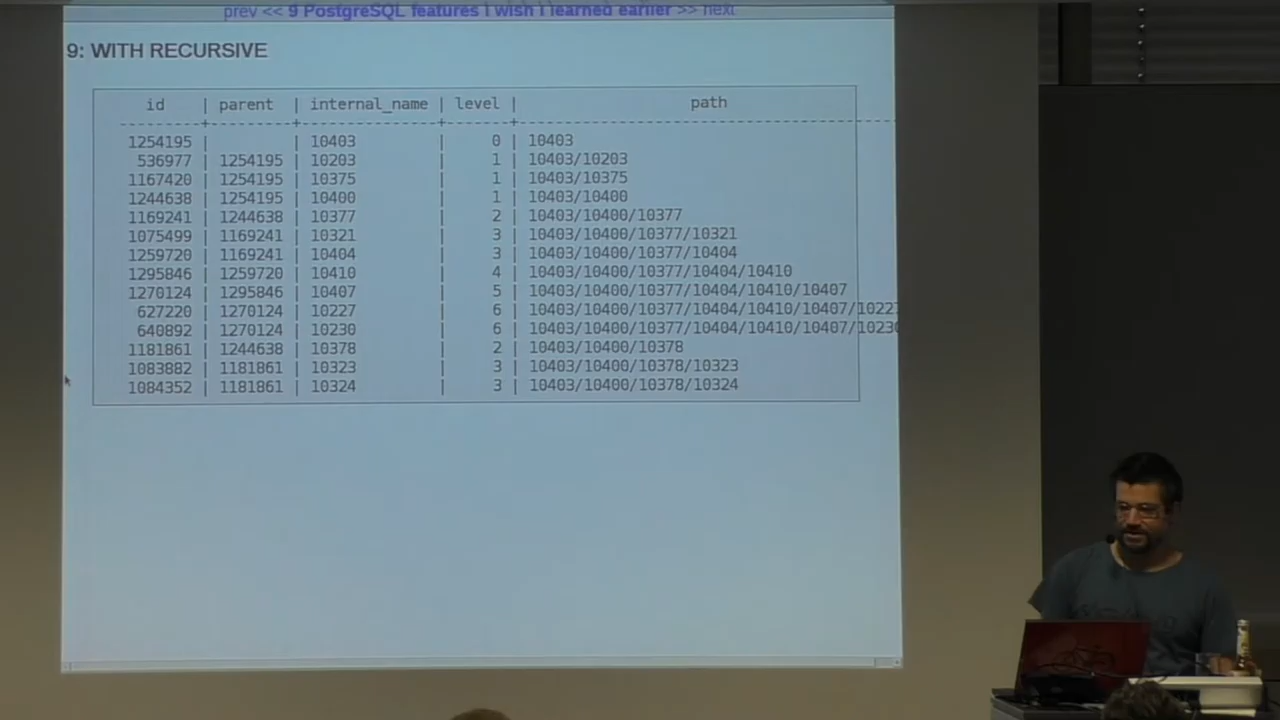 prev << 9 PostgreSQL features I wish I learned earlier >> next
9: WITH RECURSIVE
id | parent | internal_name | level | path
---------+---------+---------------+-------+----------------------------------
1254195 | | 10403 | 0 | 10403
536977 | 1254195 | 10203 | 1 | 10403/10203
1167420 | 1254195 | 10375 | 1 | 10403/10375
1244638 | 1254195 | 10400 | 1 | 10403/10400
1169241 | 1244638 | 10377 | 2 | 10403/10400/10377
1075499 | 1169241 | 10321 | 3 | 10403/10400/10377/10321
1259720 | 1169241 | 10404 | 3 | 10403/10400/10377/10404
1295846 | 1259720 | 10410 | 4 | 10403/10400/10377/10404/10410
1270124 | 1295846 | 10407 | 5 | 10403/10400/10377/10404/10410/10407
627220 | 1270124 | 10227 | 6 | 10403/10400/10377/10404/10410/10407/10227
640892 | 1270124 | 10230 | 6 | 10403/10400/10377/10404/10410/10407/10230
1181861 | 1244638 | 10378 | 2 | 10403/10400/10378
1083882 | 1181861 | 10323 | 3 | 10403/10400/10378/10323
1084352 | 1181861 | 10324 | 3 | 10403/10400/10378/10324